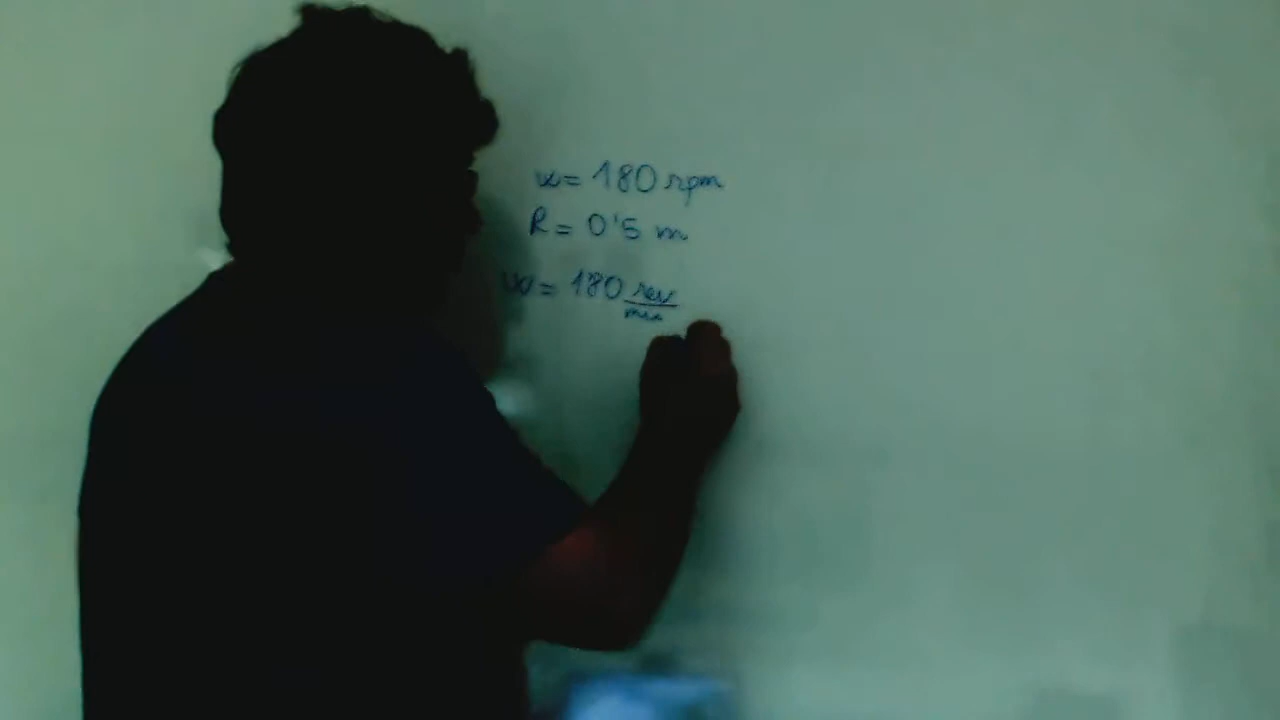 w = 180 rpm
R = 0'5 m
w = 180 rev/min